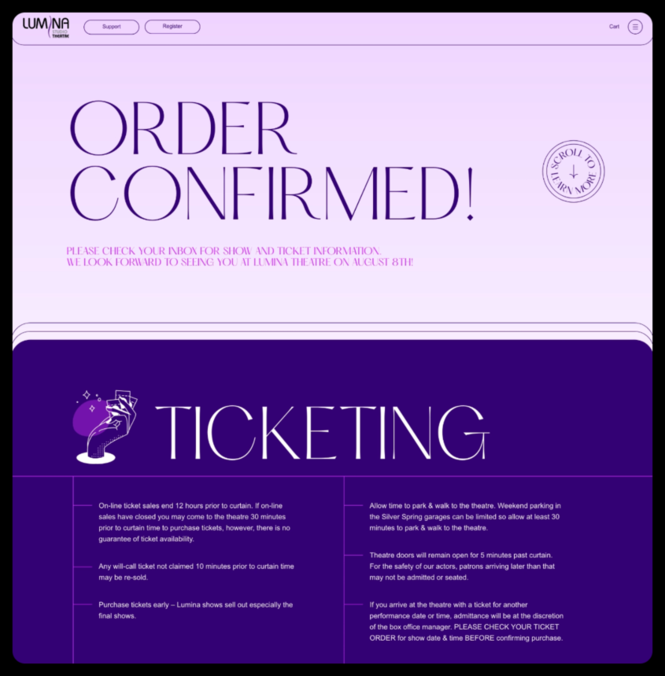 LUMINA
THEATRE
Support
Register
Cart
ORDER
CONFIRMED!
SCROLL TO
LEARN MORE
PLEASE CHECK YOUR INBOX FOR SHOW AND TICKET INFORMATION.
WE LOOK FORWARD TO SEEING YOU AT LUMINA THEATRE ON AUGUST 8TH!
TICKETING
On-line ticket sales end 12 hours prior to curtain. If on-line
sales have closed you may come to the theatre 30 minutes
prior to curtain time to purchase tickets, however, there is no
guarantee of ticket availability.
Any will-call ticket not claimed 10 minutes prior to curtain time
may be re-sold.
Purchase tickets early – Lumina shows sell out especially the
final shows.
Allow time to park & walk to the theatre. Weekend parking in
the Silver Spring garages can be limited so allow at least 30
minutes to park & walk to the theatre.
Theatre doors will remain open for 5 minutes past curtain.
For the safety of our actors, patrons arriving later than that
may not be admitted or seated.
If you arrive at the theatre with a ticket for another
performance date or time, admittance will be at the discretion
of the box office manager. PLEASE CHECK YOUR TICKET
ORDER for show date & time BEFORE confirming purchase.